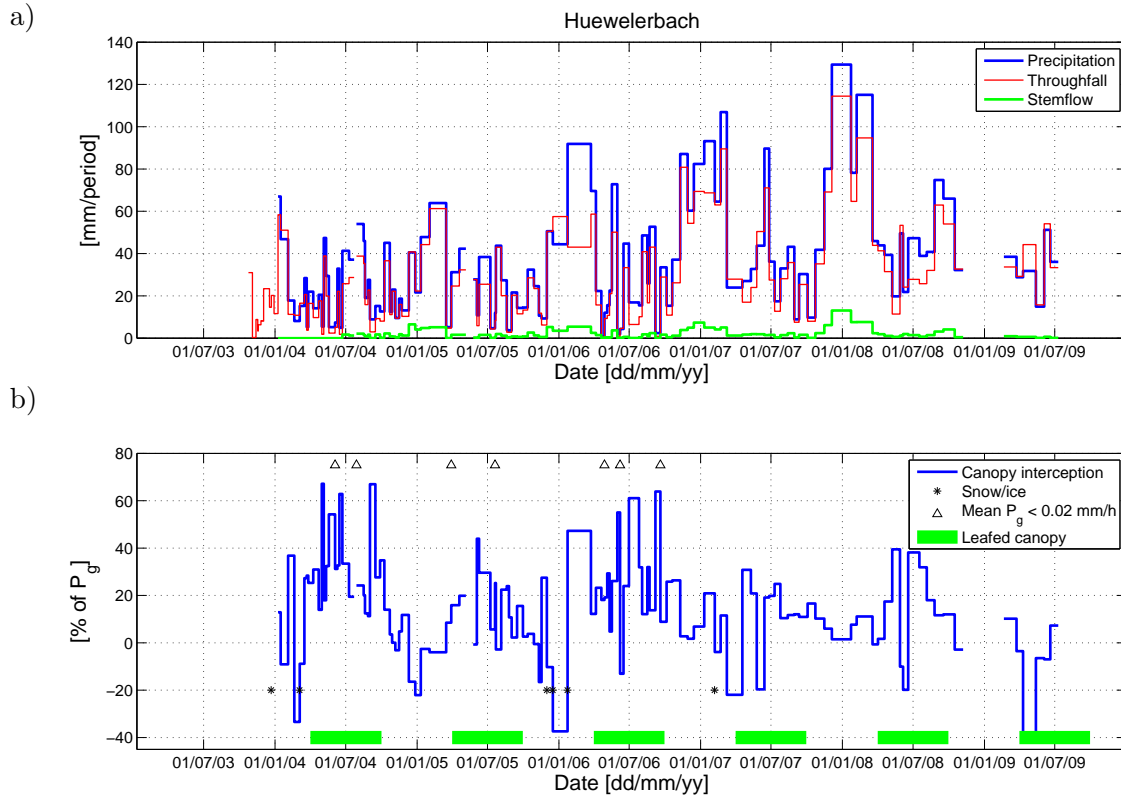 a)
Huewelerbach
140
120
100
80
60
40
20
0
[mm/period]
Precipitation
Throughfall
Stemflow
01/07/03 01/01/04 01/07/04 01/01/05 01/07/05 01/01/06 01/07/06 01/01/07 01/07/07 01/01/08 01/07/08 01/01/09 01/07/09
Date [dd/mm/yy]
b)
80
60
40
20
0
−20
−40
[% of P_g]
Canopy interception
Snow/ice
Mean P_g < 0.02 mm/h
Leafed canopy
01/07/03 01/01/04 01/07/04 01/01/05 01/07/05 01/01/06 01/07/06 01/01/07 01/07/07 01/01/08 01/07/08 01/01/09 01/07/09
Date [dd/mm/yy]